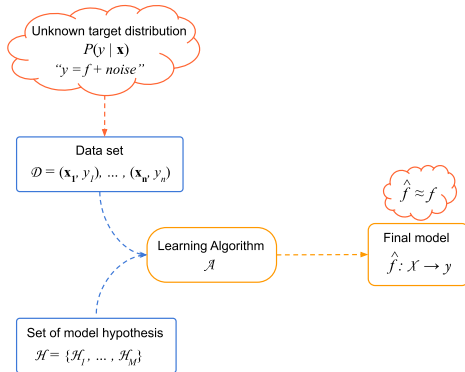 Unknown target distribution
P(y | x)
“y = f + noise”
Data set
𝒟 = (x₁, y₁), ... , (xₙ, yₙ)
f̂ ≈ f
Learning Algorithm
𝒜
Final model
f̂ : 𝒳 → y
Set of model hypothesis
ℋ = {ℋ_I , ... , ℋ_M}